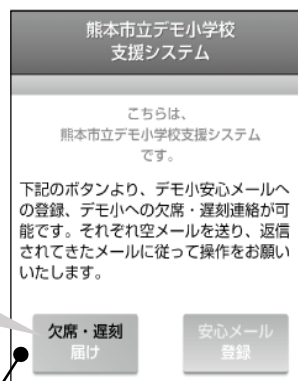 熊本市立デモ小学校
支援システム
こちらは、
熊本市立デモ小学校支援システム
です。
下記のボタンより、デモ小安心メールへ
の登録、デモ小への欠席・遅刻連絡が可
能です。それぞれ空メールを送り、返信
されてきたメールに従って操作をお願い
いたします。
欠席・遅刻
届け
安心メール
登録